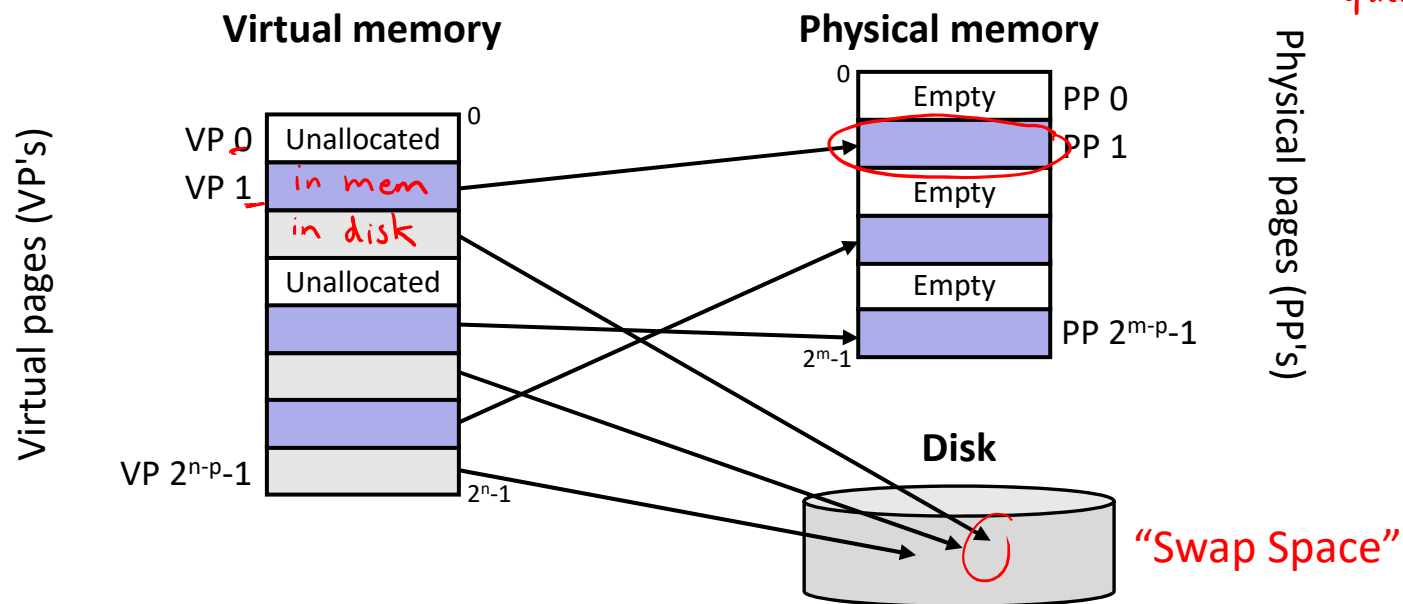 Virtual memory
Physical memory
Virtual pages (VP's)
Physical pages (PP's)
0
VP 0 Unallocated
VP 1 in mem
in disk
Unallocated
VP 2ⁿ⁻ᵖ-1
2ⁿ-1
0
Empty PP 0
PP 1
Empty
Empty
PP 2ᵐ⁻ᵖ-1
2ᵐ-1
Disk
"Swap Space"